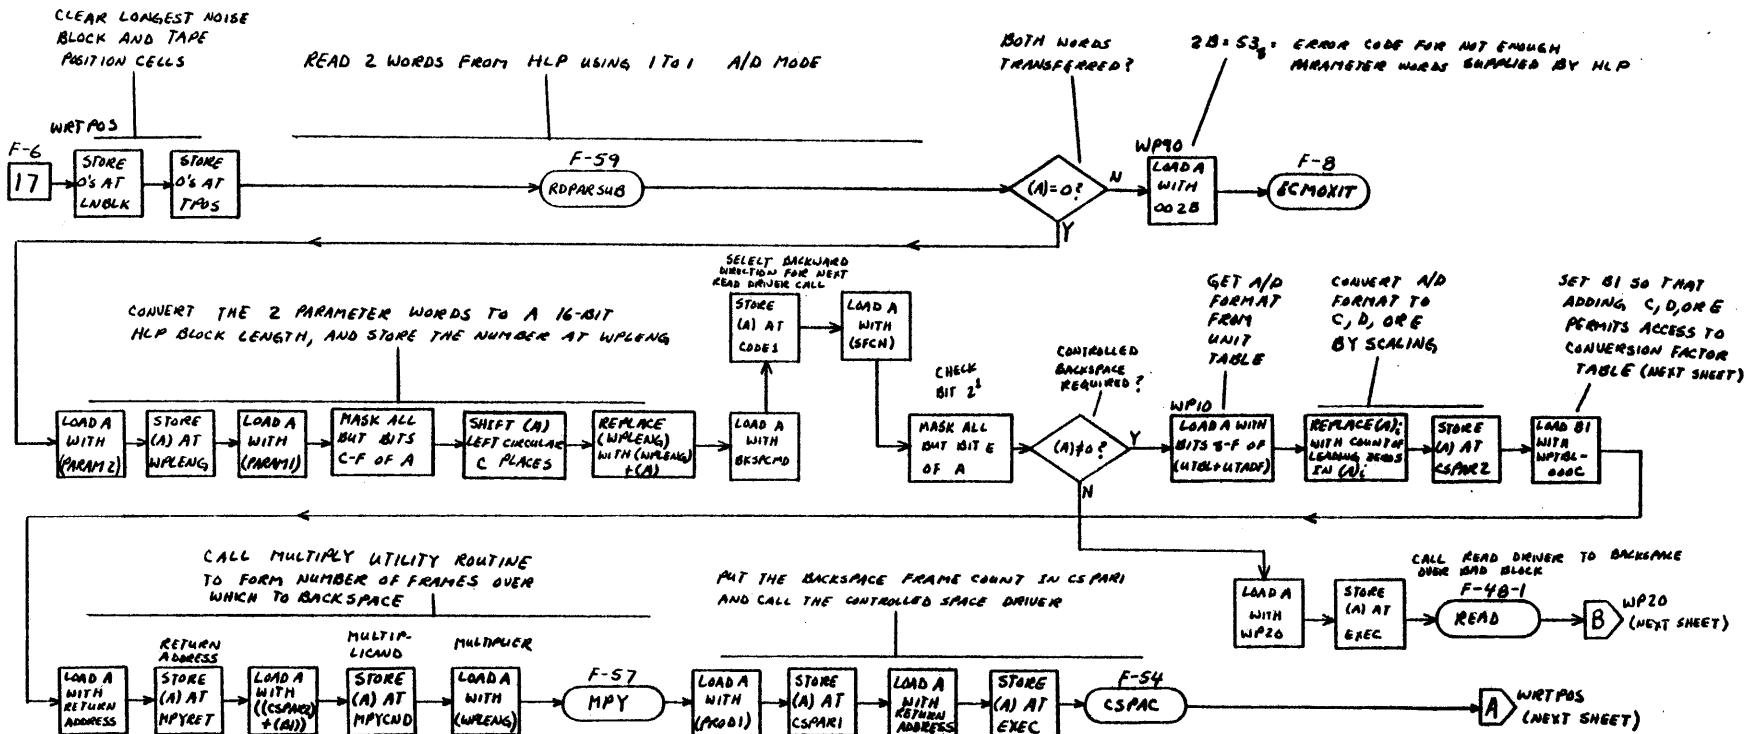 CLEAR LONGEST NOISE
BLOCK AND TAPE
POSITION CELLS
READ 2 WORDS FROM HLP USING 1 TO 1 A/D MODE
BOTH WORDS
TRANSFERRED?
2B = 53₈ = ERROR CODE FOR NOT ENOUGH
PARAMETER WORDS SUPPLIED BY HLP
WRTPOS
F-6
17
STORE
0'S AT
LNBLK
STORE
0'S AT
TPOS
F-59
RDPARSUB
(A)=0?
N
Y
WP90
LOAD A
WITH
002B
F-8
ECMOXIT
CONVERT THE 2 PARAMETER WORDS TO A 16-BIT
HLP BLOCK LENGTH, AND STORE THE NUMBER AT WPLENG
SELECT BACKWARD
DIRECTION FOR NEXT
READ DRIVER CALL
STORE
(A) AT
CODE1
LOAD A
WITH
(SFCN)
CHECK
BIT 2¹
CONTROLLED
BACKSPACE
REQUIRED?
GET A/D
FORMAT
FROM
UNIT
TABLE
CONVERT A/D
FORMAT TO
C, D, OR E
BY SCALING
SET B1 SO THAT
ADDING C, D, OR E
PERMITS ACCESS TO
CONVERSION FACTOR
TABLE (NEXT SHEET)
LOAD A
WITH
(PARAM2)
STORE
(A) AT
WPLENG
LOAD A
WITH
(PARAM1)
MASK ALL
BUT BITS
C-F OF A
SHIFT (A)
LEFT CIRCULAR
C PLACES
REPLACE
(WPLENG)
WITH (WPLENG)
+(A)
LOAD A
WITH
BKSPCMD
MASK ALL
BUT BIT E
OF A
(A)≠0?
Y
N
WP10
LOAD A WITH
BITS 8-F OF
(UTBL+UTADF)
REPLACE (A)i
WITH COUNT OF
LEADING ZEROS
IN (A)i
STORE
(A) AT
CSPAR2
LOAD B1
WITH
WPTBL-
000C
CALL MULTIPLY UTILITY ROUTINE
TO FORM NUMBER OF FRAMES OVER
WHICH TO BACKSPACE
PUT THE BACKSPACE FRAME COUNT IN CSPAR1
AND CALL THE CONTROLLED SPACE DRIVER
LOAD A
WITH
WP20
STORE
(A) AT
EXEC
CALL READ DRIVER TO BACKSPACE
OVER BAD BLOCK
F-48-1
READ
B
WP20
(NEXT SHEET)
LOAD A
WITH
RETURN
ADDRESS
RETURN
ADDRESS
STORE
(A) AT
MPYRET
LOAD A
WITH
((CSPAR2)
+(B1))
MULTIP-
LICAND
STORE
(A) AT
MPYCND
MULTIPLIER
LOAD A
WITH
(WPLENG)
F-57
MPY
LOAD A
WITH
(PROD1)
STORE
(A) AT
CSPAR1
LOAD A
WITH
RETURN
ADDRESS
STORE
(A) AT
EXEC
F-54
CSPAC
A
WRTPOS
(NEXT SHEET)